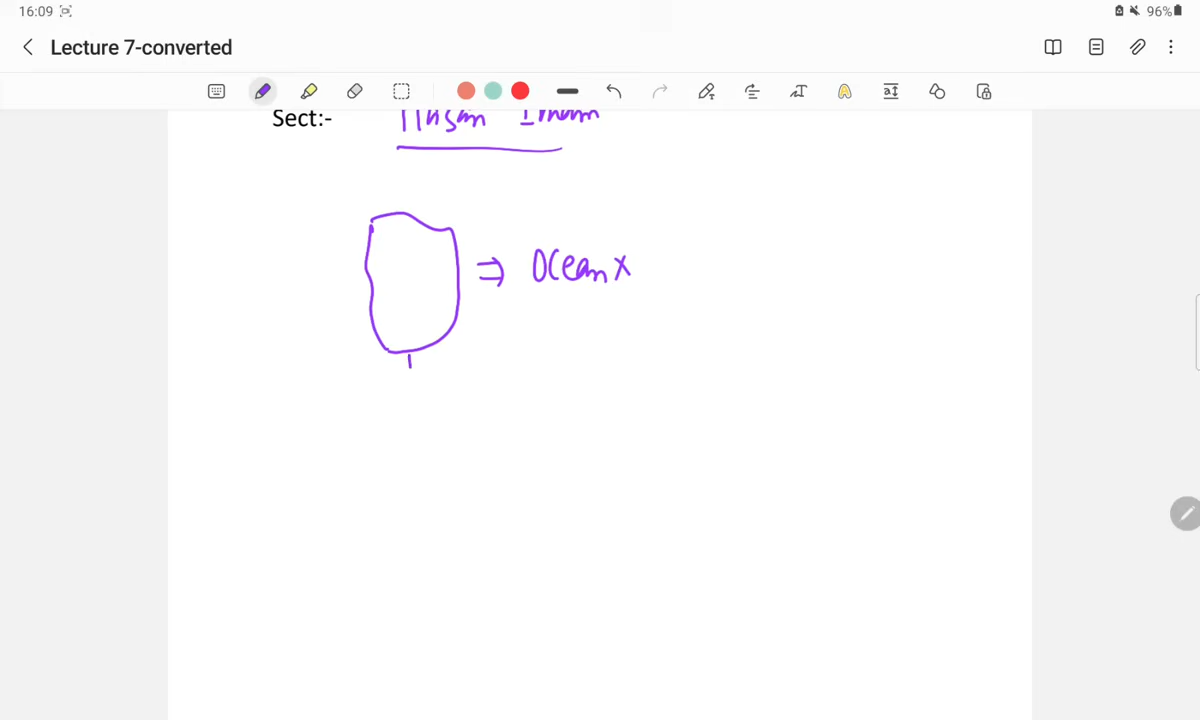 16:09 96%
Lecture 7-converted
Sect:-
⇒ Ocean x